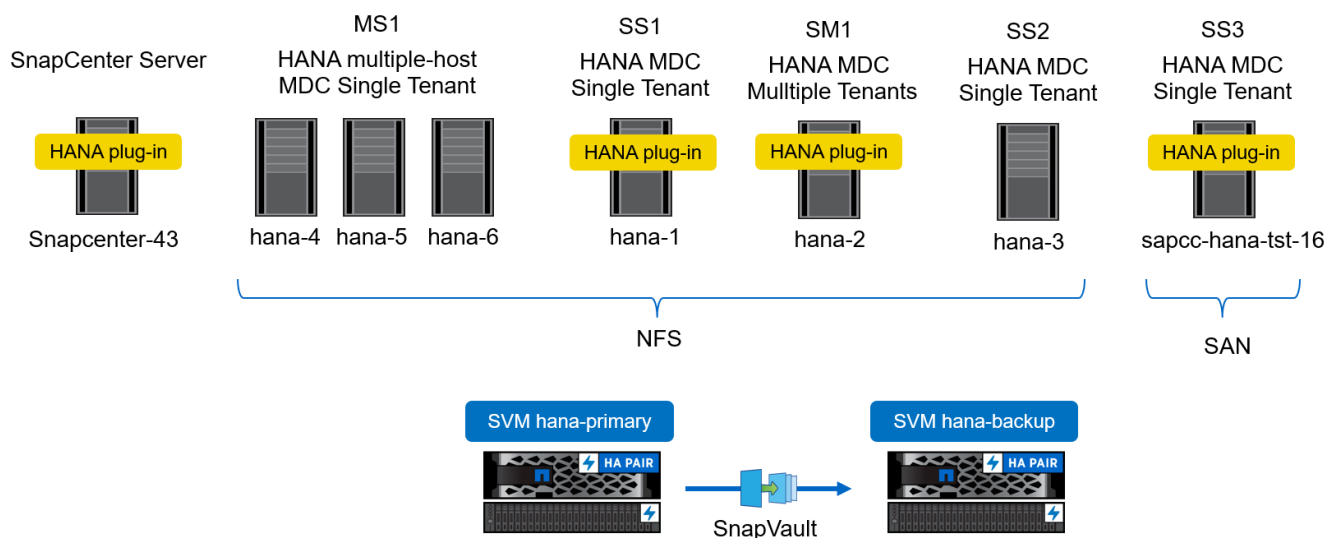 SnapCenter Server
HANA plug-in
Snapcenter-43
MS1
HANA multiple-host
MDC Single Tenant
hana-4
hana-5
hana-6
SS1
HANA MDC
Single Tenant
HANA plug-in
hana-1
SM1
HANA MDC
Mulltiple Tenants
HANA plug-in
hana-2
SS2
HANA MDC
Single Tenant
hana-3
SS3
HANA MDC
Single Tenant
HANA plug-in
sapcc-hana-tst-16
NFS
SAN
SVM hana-primary
HA PAIR
SnapVault
SVM hana-backup
HA PAIR